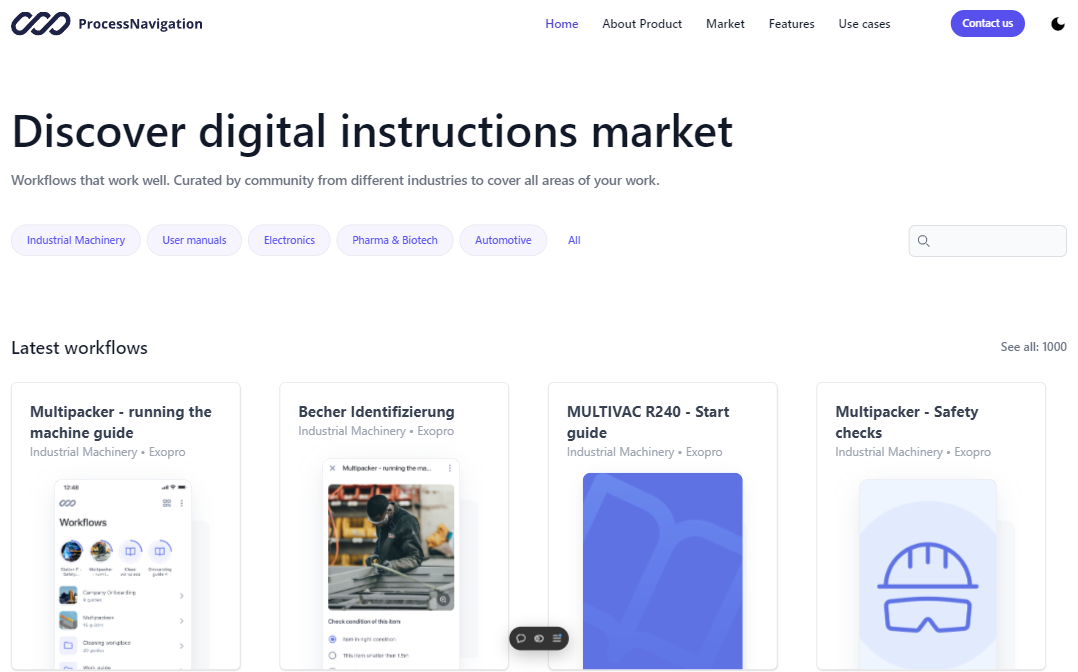 ProcessNavigation
Home About Product Market Features Use cases Contact us
Discover digital instructions market
Workflows that work well. Curated by community from different industries to cover all areas of your work.
Industrial Machinery User manuals Electronics Pharma & Biotech Automotive All
Latest workflows
See all: 1000
Multipacker - running the
machine guide
Industrial Machinery • Exopro
12:48
Workflows
Multipacker
Company Onboarding
Multipackers
Cleaning workplace
Becher Identifizierung
Industrial Machinery • Exopro
Multipacker - running the ma...
Check condition of this item
Item in right condition
This item smaller than 1.5m
MULTIVAC R240 - Start
guide
Industrial Machinery • Exopro
Multipacker - Safety
checks
Industrial Machinery • Exopro